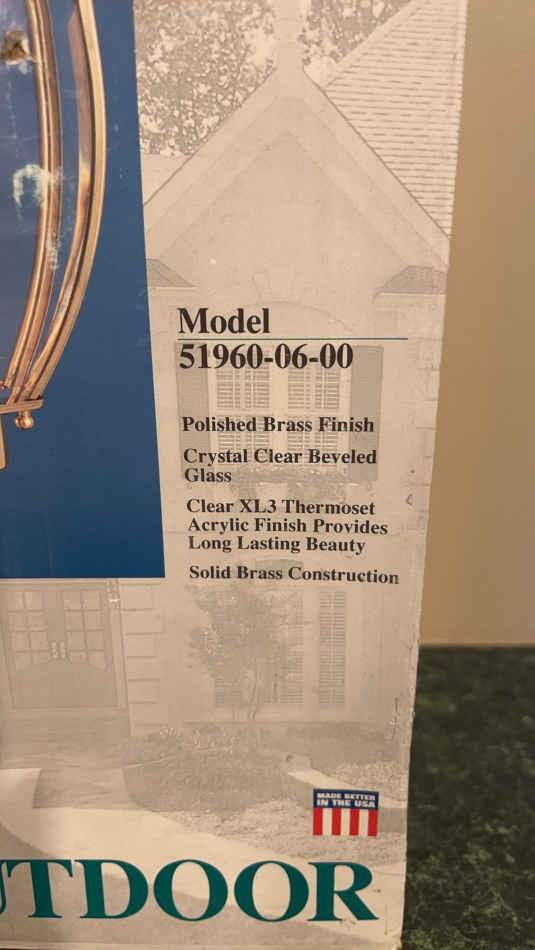 Model
51960-06-00
Polished Brass Finish
Crystal Clear Beveled
Glass
Clear XL3 Thermoset
Acrylic Finish Provides
Long Lasting Beauty
Solid Brass Construction
MADE BETTER
IN THE USA
UTDOOR